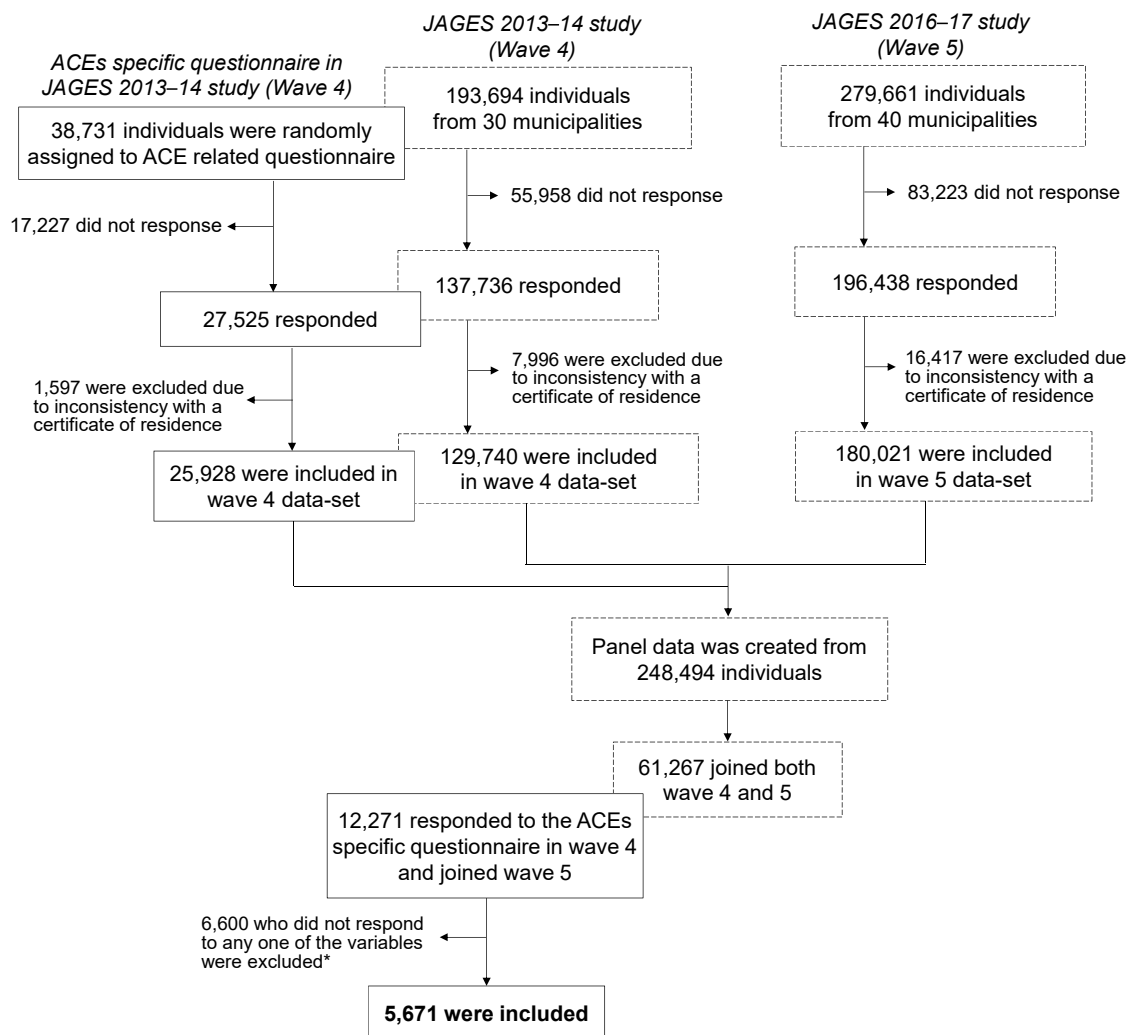 ACEs specific questionnaire in
JAGES 2013–14 study (Wave 4)
38,731 individuals were randomly
assigned to ACE related questionnaire
17,227 did not response
27,525 responded
1,597 were excluded due
to inconsistency with a
certificate of residence
25,928 were included in
wave 4 data-set
JAGES 2013–14 study
(Wave 4)
193,694 individuals
from 30 municipalities
55,958 did not response
137,736 responded
7,996 were excluded due
to inconsistency with a
certificate of residence
129,740 were included
in wave 4 data-set
JAGES 2016–17 study
(Wave 5)
279,661 individuals
from 40 municipalities
83,223 did not response
196,438 responded
16,417 were excluded due
to inconsistency with a
certificate of residence
180,021 were included
in wave 5 data-set
Panel data was created from
248,494 individuals
61,267 joined both
wave 4 and 5
12,271 responded to the ACEs
specific questionnaire in wave 4
and joined wave 5
6,600 who did not respond
to any one of the variables
were excluded*
5,671 were included